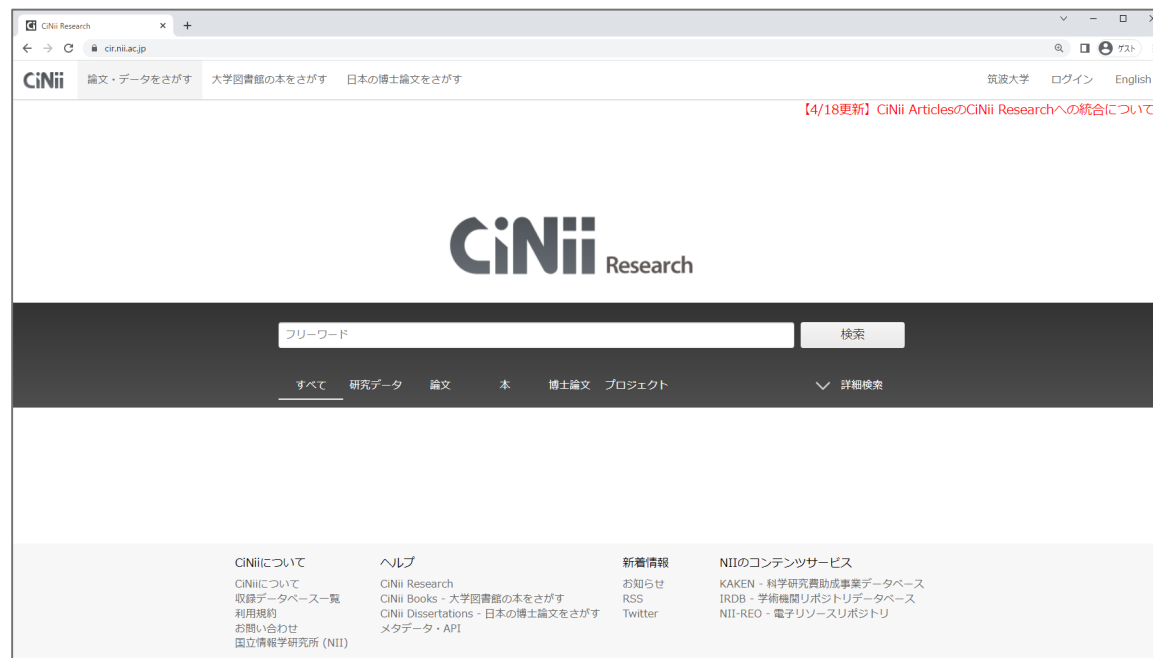 CiNii Research
cir.nii.ac.jp
ゲスト
CiNii 論文・データをさがす 大学図書館の本をさがす 日本の博士論文をさがす 筑波大学 ログイン English
【4/18更新】CiNii ArticlesのCiNii Researchへの統合について
CiNii Research
フリーワード 検索
すべて 研究データ 論文 本 博士論文 プロジェクト 詳細検索
CiNiiについて ヘルプ 新着情報 NIIのコンテンツサービス
CiNiiについて CiNii Research お知らせ KAKEN - 科学研究費助成事業データベース
収録データベース一覧 CiNii Books - 大学図書館の本をさがす RSS IRDB - 学術機関リポジトリデータベース
利用規約 CiNii Dissertations - 日本の博士論文をさがす Twitter NII-REO - 電子リソースリポジトリ
お問い合わせ メタデータ・API
国立情報学研究所 (NII)